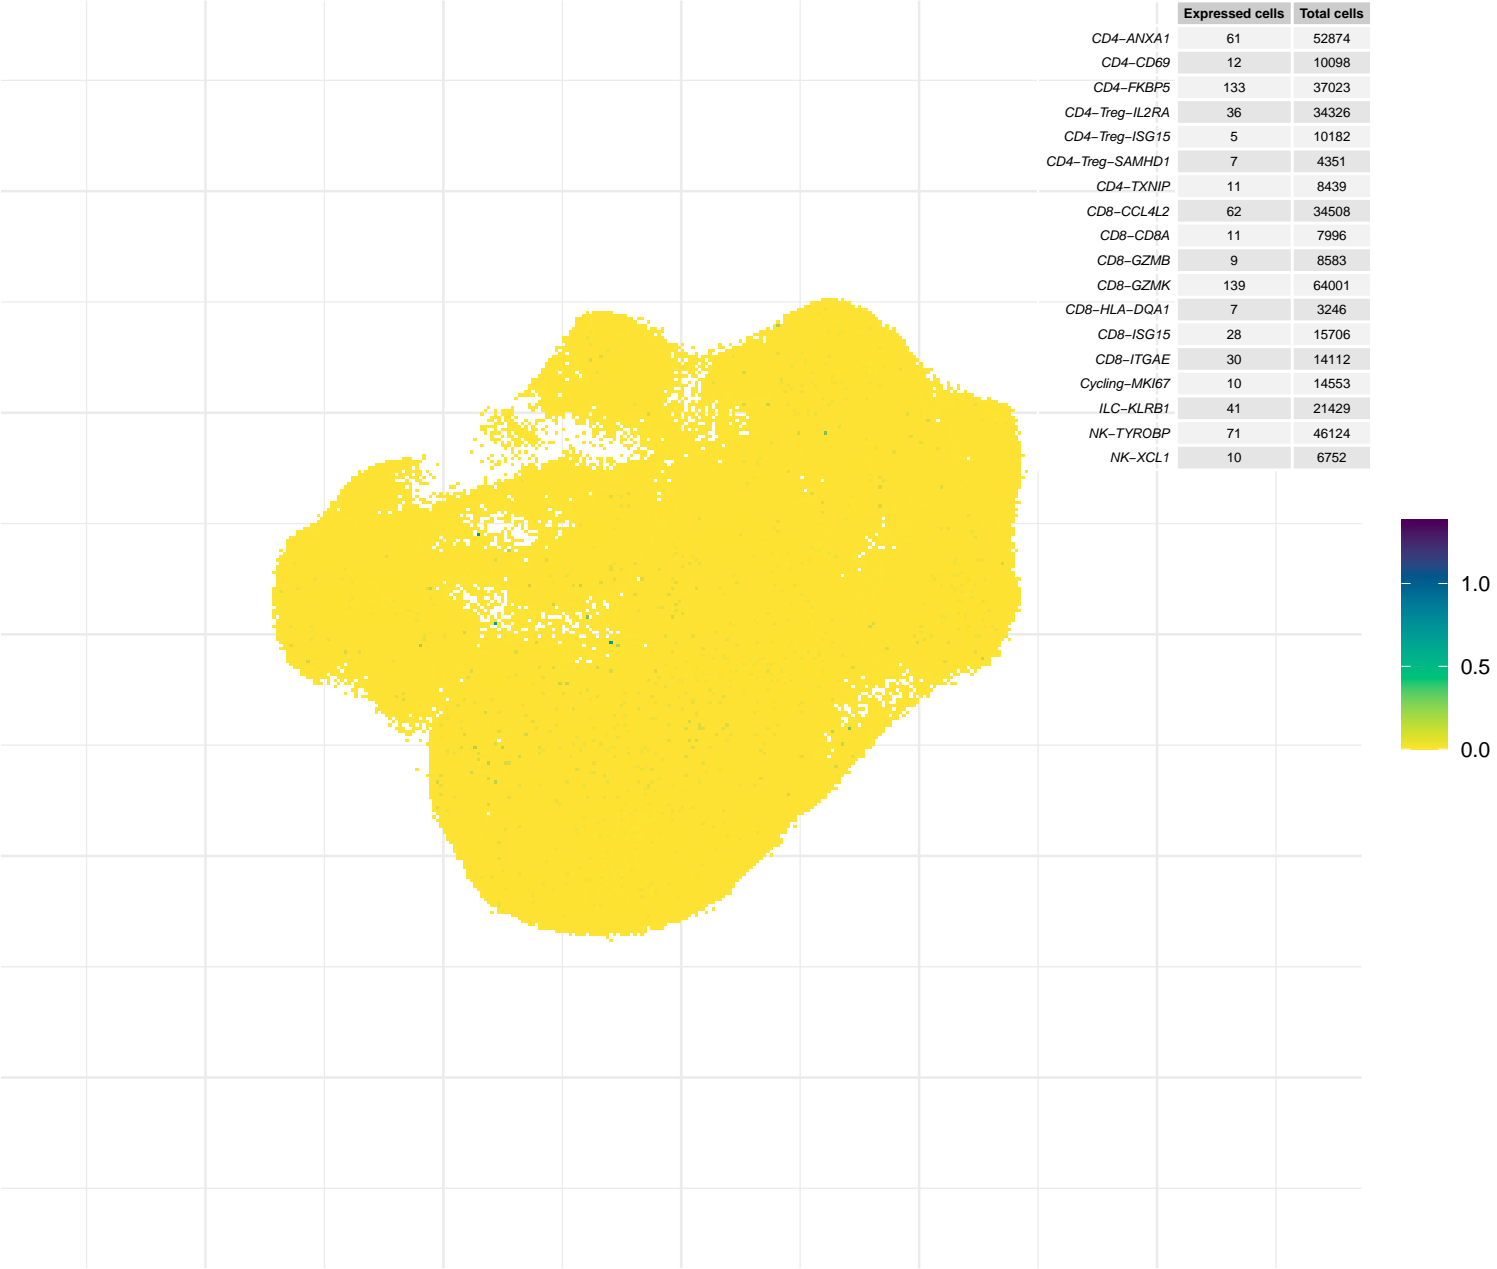 Expressed cells Total cells
CD4−ANXA1 61 52874
CD4−CD69 12 10098
CD4−FKBP5 133 37023
CD4−Treg−IL2RA 36 34326
CD4−Treg−ISG15 5 10182
CD4−Treg−SAMHD1 7 4351
CD4−TXNIP 11 8439
CD8−CCL4L2 62 34508
CD8−CD8A 11 7996
CD8−GZMB 9 8583
CD8−GZMK 139 64001
CD8−HLA−DQA1 7 3246
CD8−ISG15 28 15706
CD8−ITGAE 30 14112
Cycling−MKI67 10 14553
ILC−KLRB1 41 21429
NK−TYROBP 71 46124
NK−XCL1 10 6752
1.0
0.5
0.0